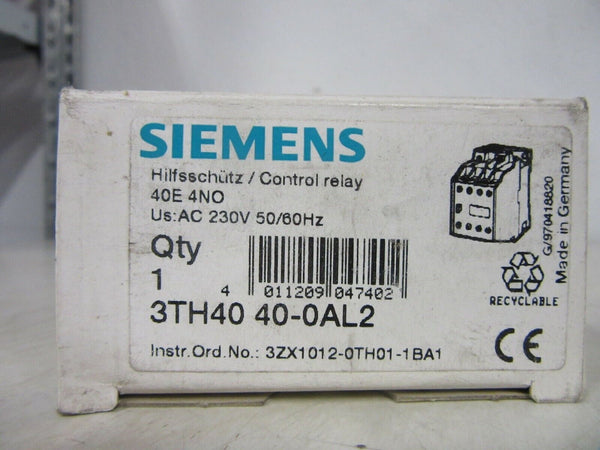 SIEMENS
Hilfsschütz / Control relay
40E 4NO
Us:AC 230V 50/60Hz
Qty
1
4 011209 047402
3TH40 40-0AL2
Instr.Ord.No.: 3ZX1012-0TH01-1BA1
G/970418820
Made in Germany
RECYCLABLE
CE